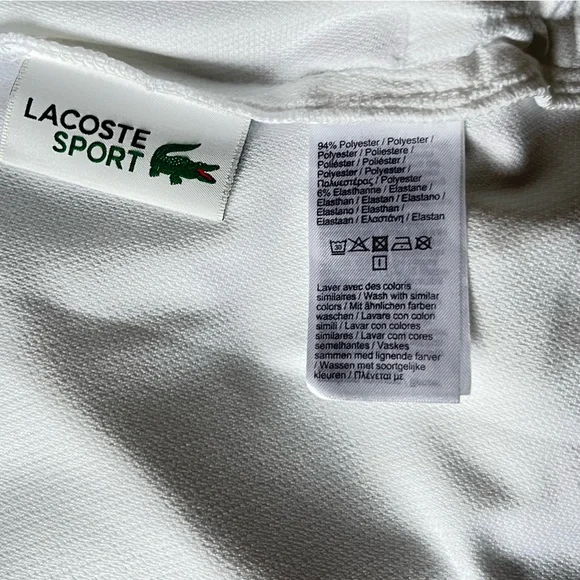 LACOSTE
SPORT
94% Polyester / Polyester /
Polyester / Poliestere /
Poliéster / Poliéster /
Polyester / Polyester /
Πολυεστέρας / Polyester
6% Elasthanne / Elastane /
Elasthan / Elastan / Elastano /
Elastano / Elasthan /
Elastaan / Ελαστάνη / Elastan
30
Laver avec des coloris
similaires / Wash with similar
colors / Mit ähnlichen farben
waschen / Lavare con colori
simili / Lavar con colores
similares / Lavar com cores
semelhantes / Vaskes
sammen med lignende farver
/ Wassen met soortgelijke
kleuren / Πλένεται με